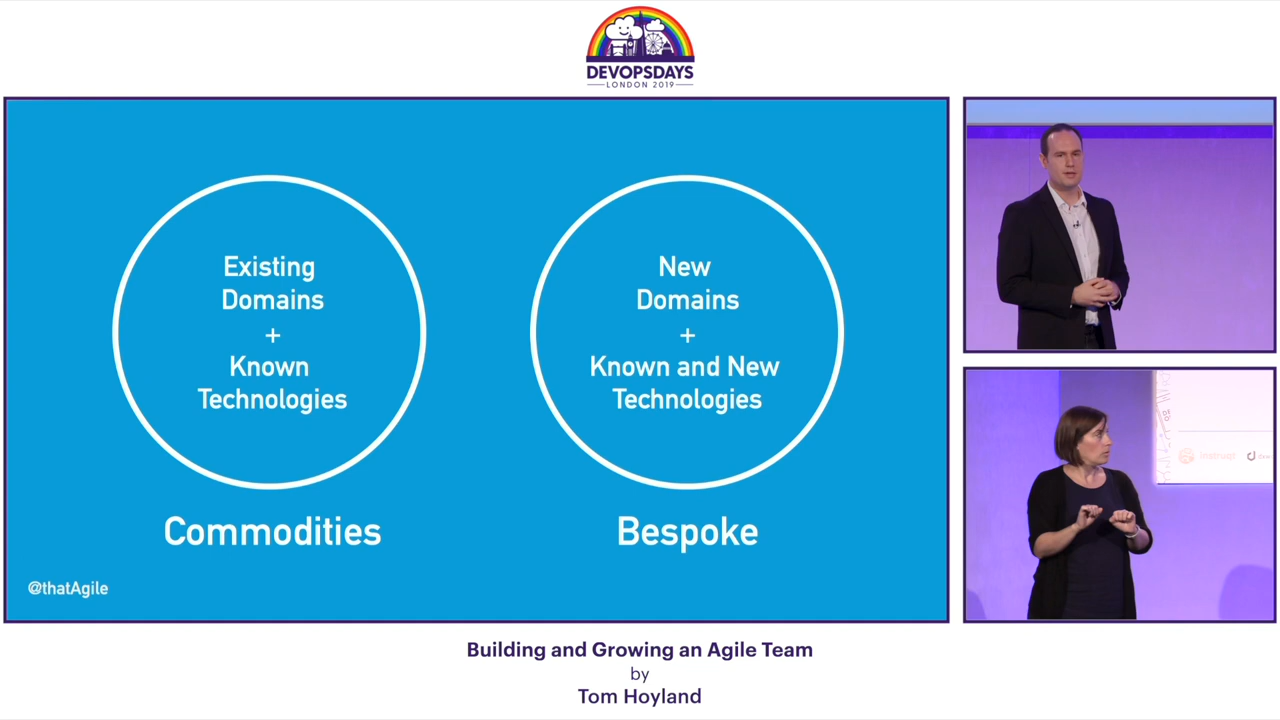 DEVOPSDAYS
LONDON 2019
Existing
Domains
+
Known
Technologies
Commodities
New
Domains
+
Known and New
Technologies
Bespoke
@thatAgile
instruqt
Building and Growing an Agile Team
by
Tom Hoyland